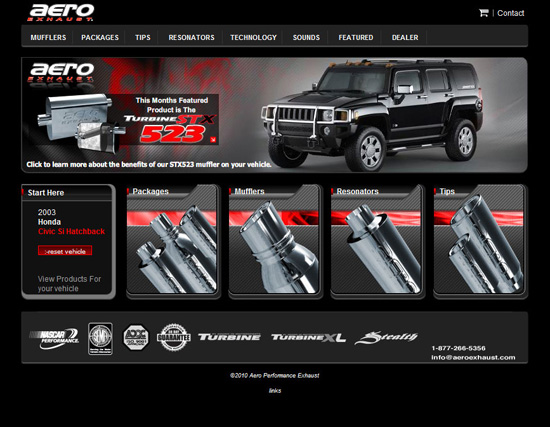 aero
EXHAUST.
Contact
MUFFLERS PACKAGES TIPS RESONATORS TECHNOLOGY SOUNDS FEATURED DEALER
aero
EXHAUST.
This Months Featured
Product is The
TURBINE STX
523
Click to learn more about the benefits of our STX523 muffler on your vehicle.
Start Here
2003
Honda
Civic Si Hatchback
reset vehicle
View Products For
your vehicle
Packages
Mufflers
Resonators
Tips
NASCAR
PERFORMANCE.
GUARANTEE
TURBINE
TURBINEXL
Stealth
1-877-266-5356
info@aeroexhaust.com
©2010 Aero Performance Exhaust
links